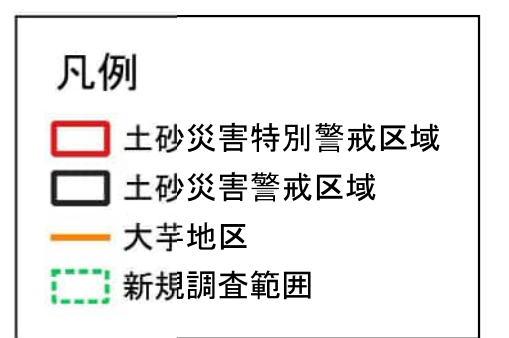 凡例
土砂災害特別警戒区域
土砂災害警戒区域
大芋地区
新規調査範囲